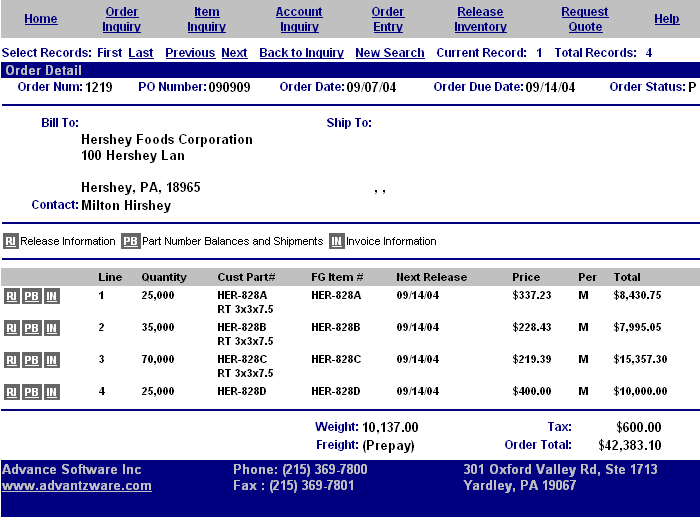 Home Order Inquiry Item Inquiry Account Inquiry Order Entry Release Inventory Request Quote Help
Select Records: First Last Previous Next Back to Inquiry New Search Current Record: 1 Total Records: 4
Order Detail
Order Num: 1219 PO Number: 090909 Order Date: 09/07/04 Order Due Date: 09/14/04 Order Status: P
Bill To: Ship To:
Hershey Foods Corporation
100 Hershey Lan
Hershey, PA, 18965 , ,
Contact: Milton Hirshey
RI Release Information PB Part Number Balances and Shipments IN Invoice Information
Line Quantity Cust Part# FG Item # Next Release Price Per Total
RI PB IN 1 25,000 HER-828A HER-828A 09/14/04 $337.23 M $8,430.75
RT 3x3x7.5
RI PB IN 2 35,000 HER-828B HER-828B 09/14/04 $228.43 M $7,995.05
RT 3x3x7.5
RI PB IN 3 70,000 HER-828C HER-828C 09/14/04 $219.39 M $15,357.30
RT 3x3x7.5
RI PB IN 4 25,000 HER-828D HER-828D 09/14/04 $400.00 M $10,000.00
Weight: 10,137.00 Tax: $600.00
Freight: (Prepay) Order Total: $42,383.10
Advance Software Inc Phone: (215) 369-7800 301 Oxford Valley Rd, Ste 1713
www.advantzware.com Fax : (215) 369-7801 Yardley, PA 19067